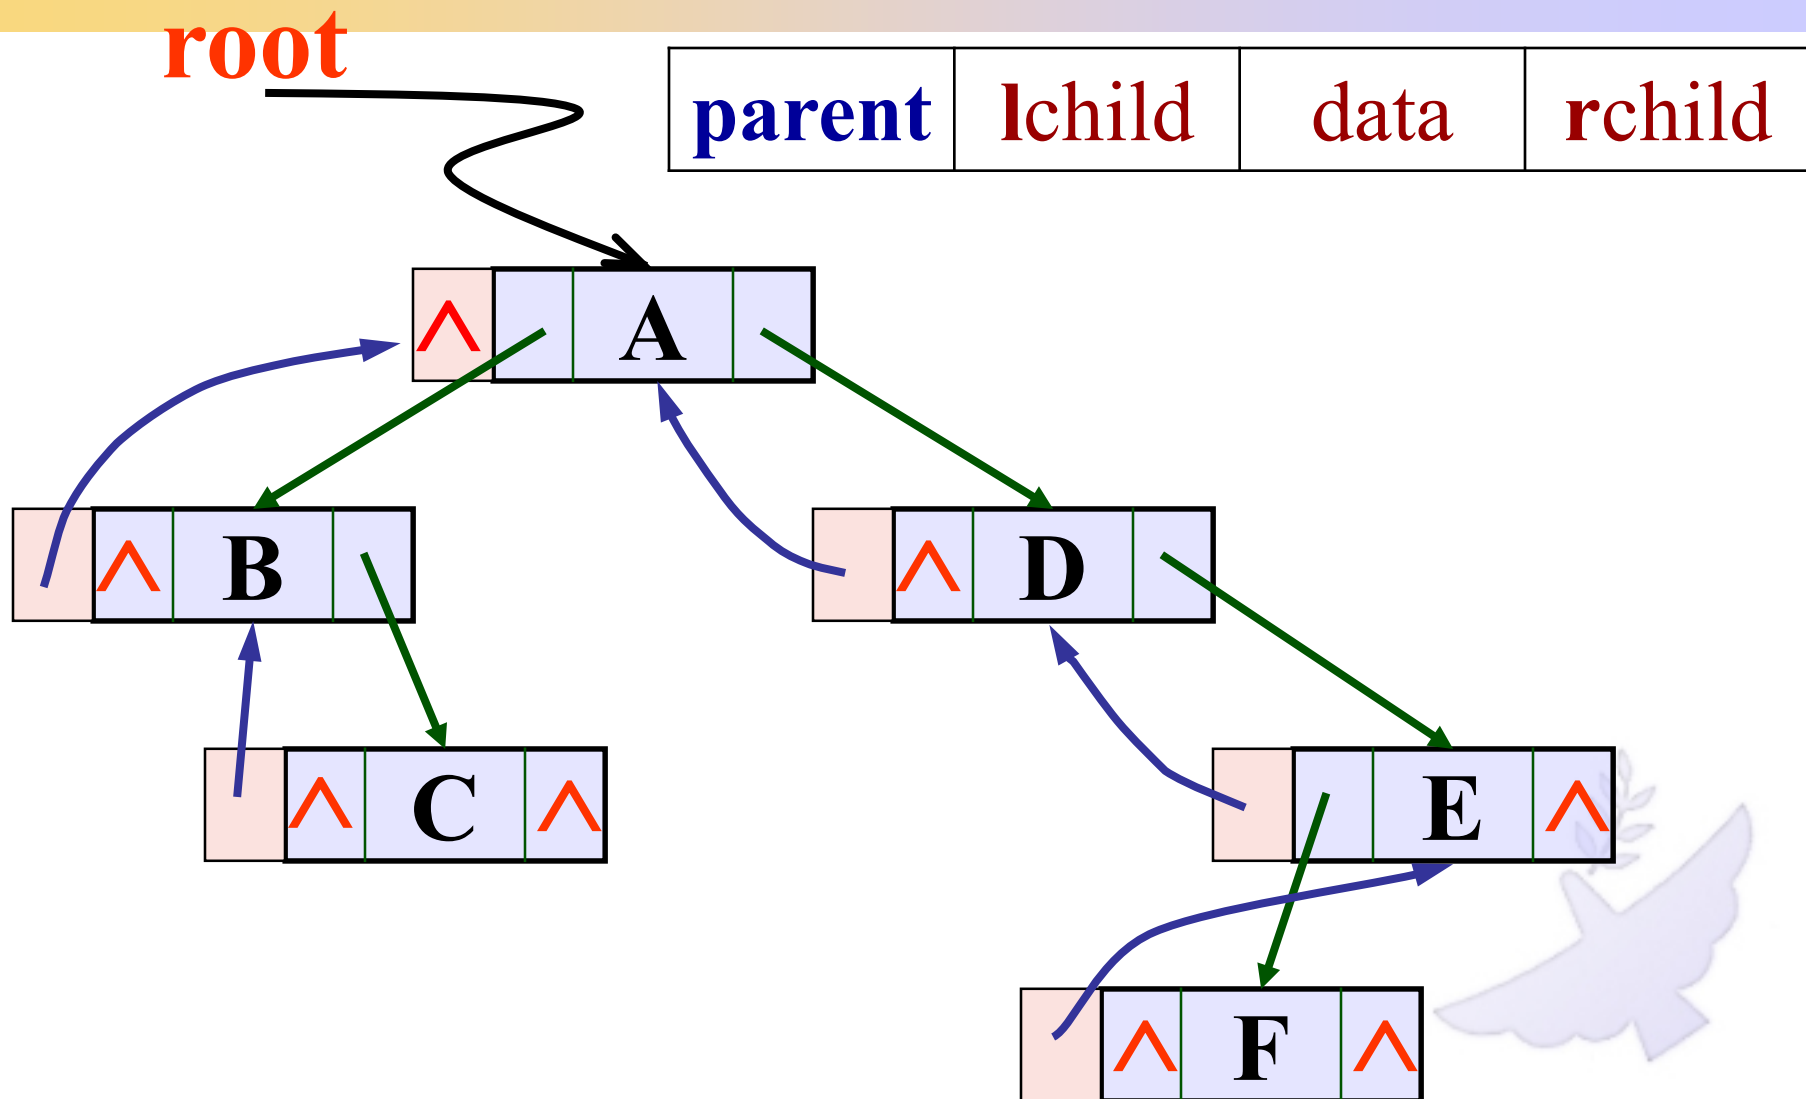 root
parent lchild data rchild
^ A
^ B ^ D
^ C ^ E ^
^ F ^